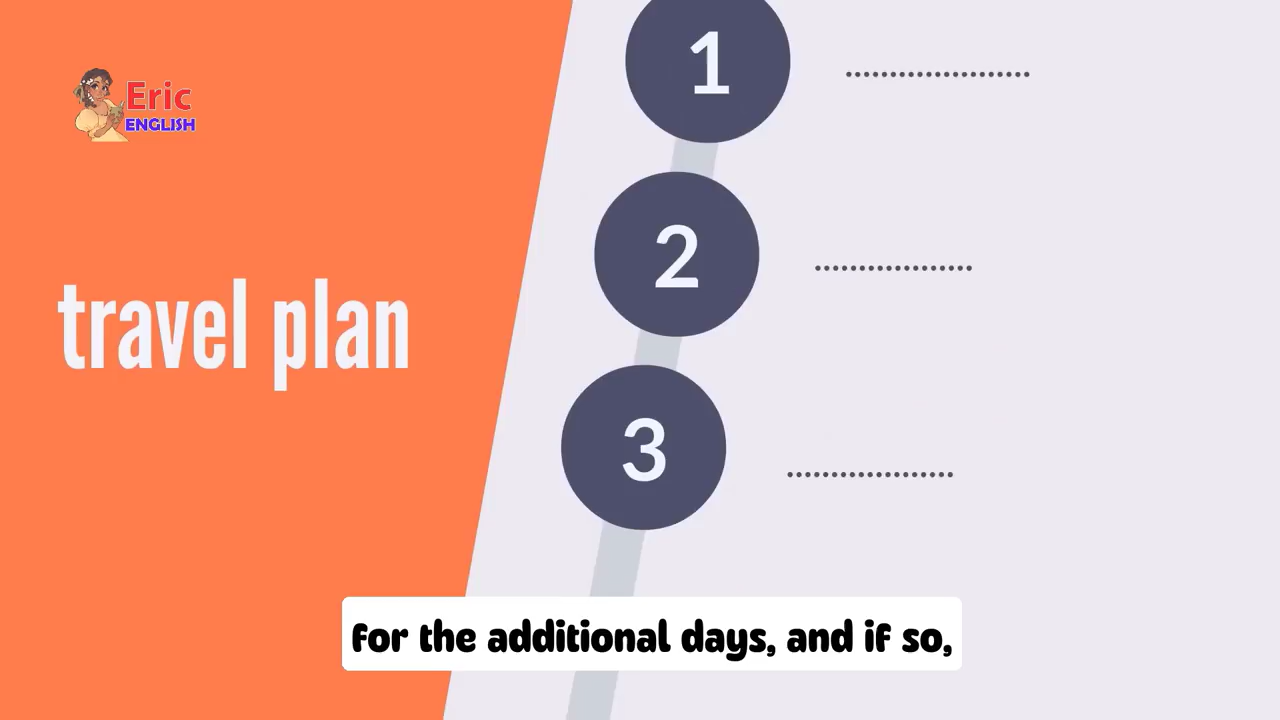 Eric
ENGLISH
travel plan
1 .....................
2 ..................
3 ...................
for the additional days, and if so,